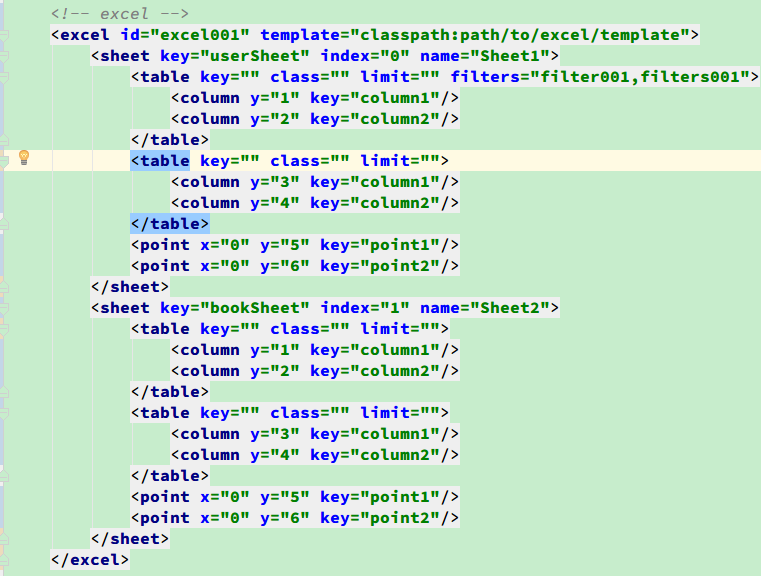 <!-- excel -->
<excel id="excel001" template="classpath:path/to/excel/template">
<sheet key="userSheet" index="0" name="Sheet1">
<table key="" class="" limit="" filters="filter001,filters001">
<column y="1" key="column1"/>
<column y="2" key="column2"/>
</table>
<table key="" class="" limit="">
<column y="3" key="column1"/>
<column y="4" key="column2"/>
</table>
<point x="0" y="5" key="point1"/>
<point x="0" y="6" key="point2"/>
</sheet>
<sheet key="bookSheet" index="1" name="Sheet2">
<table key="" class="" limit="">
<column y="1" key="column1"/>
<column y="2" key="column2"/>
</table>
<table key="" class="" limit="">
<column y="3" key="column1"/>
<column y="4" key="column2"/>
</table>
<point x="0" y="5" key="point1"/>
<point x="0" y="6" key="point2"/>
</sheet>
</excel>